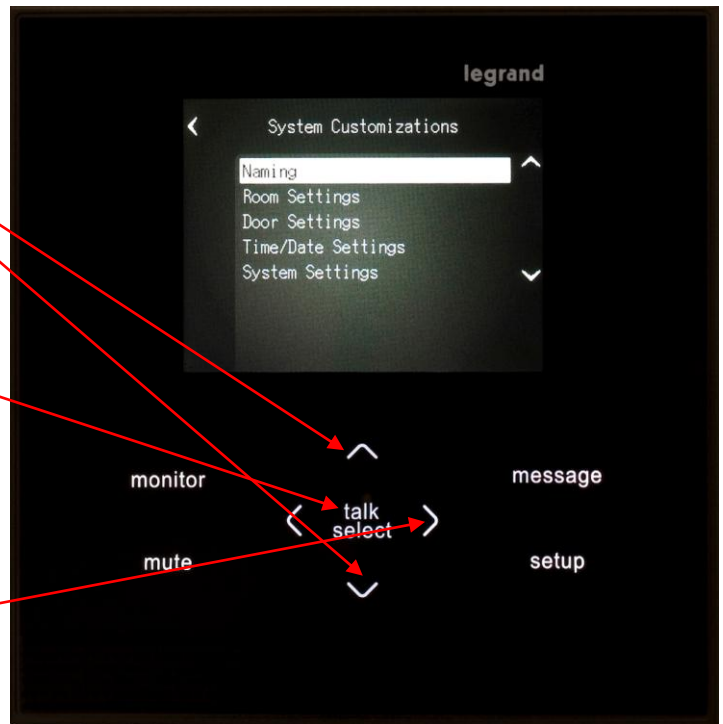 legrand
System Customizations
Naming
Room Settings
Door Settings
Time/Date Settings
System Settings
monitor
message
talk
select
mute
setup